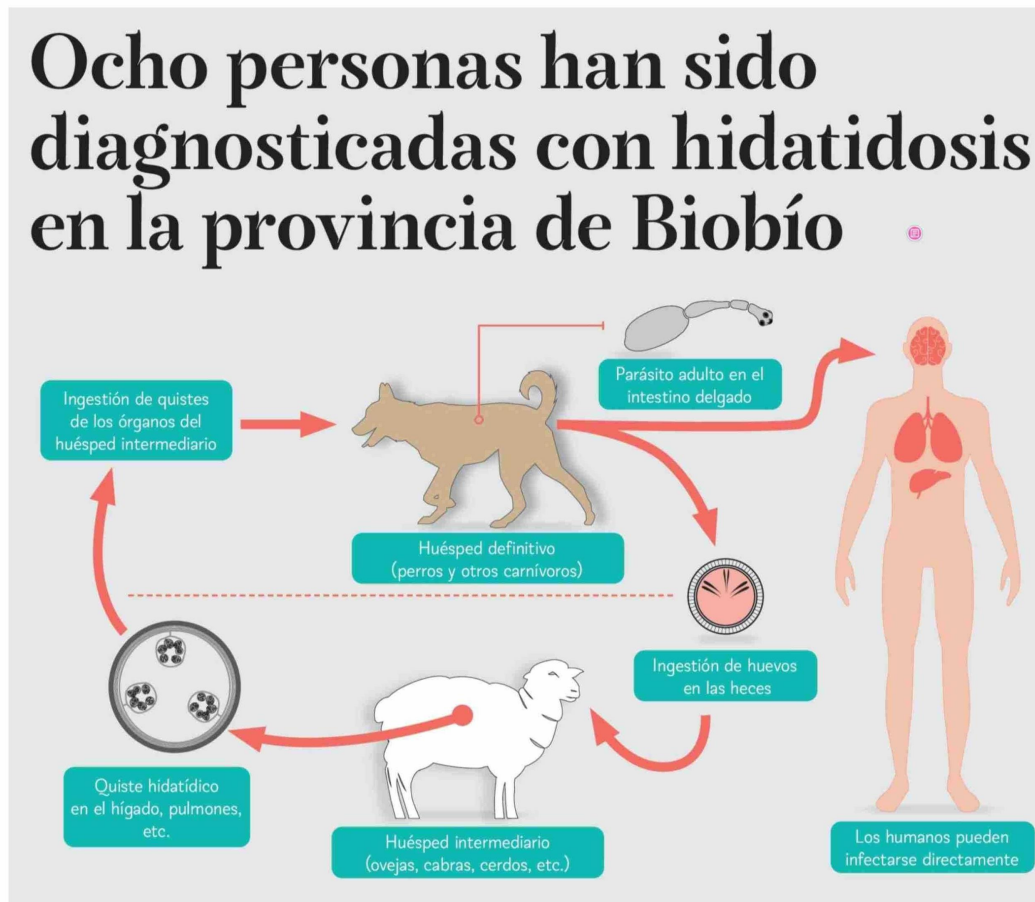 Ocho personas han sido
diagnosticadas con hidatidosis
en la provincia de Biobío
Parásito adulto en el
intestino delgado
Ingestión de quistes
de los órganos del
huésped intermediario
Huésped definitivo
(perros y otros carnívoros)
Ingestión de huevos
en las heces
Quiste hidatídico
en el hígado, pulmones,
etc.
Huésped intermediario
(ovejas, cabras, cerdos, etc.)
Los humanos pueden
infectarse directamente